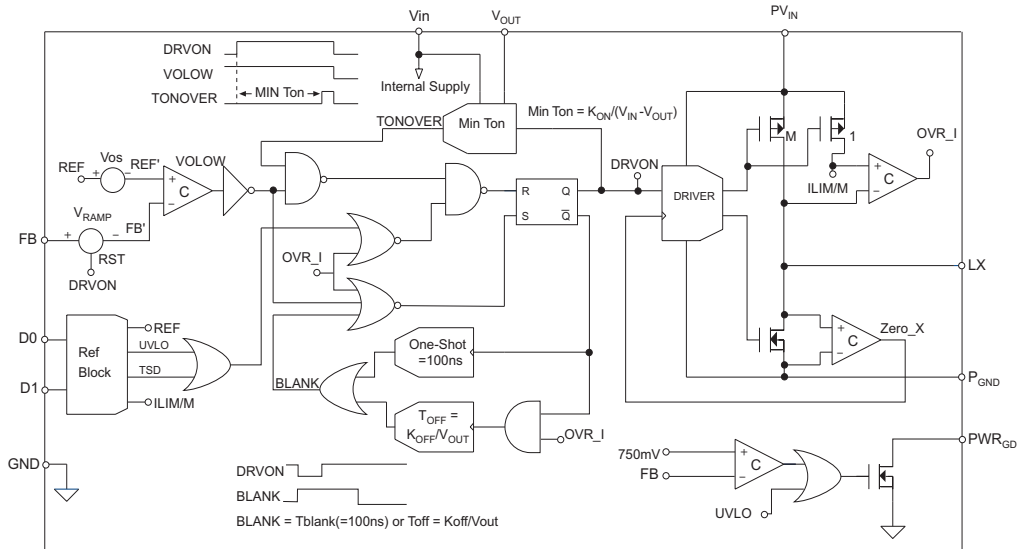 Vin
VOUT
PVIN
DRVON
VOLOW
TONOVER
MIN Ton
Internal Supply
TONOVER
Min Ton
Min Ton = KON/(VIN -VOUT)
OVR_I
REF
+
Vos
−
REF'
VOLOW
+
C
−
R
Q
S
Q
DRVON
DRIVER
M
1
ILIM/M
+
C
−
FB
+
VRAMP
−
FB'
RST
DRVON
OVR_I
LX
D0
D1
Ref
Block
REF
UVLO
TSD
ILIM/M
BLANK
One-Shot
=100ns
TOFF =
KOFF/VOUT
OVR_I
+
C
−
Zero_X
PGND
GND
DRVON
BLANK
BLANK = Tblank(=100ns) or Toff = Koff/Vout
750mV
FB
+
C
−
UVLO
PWRGD